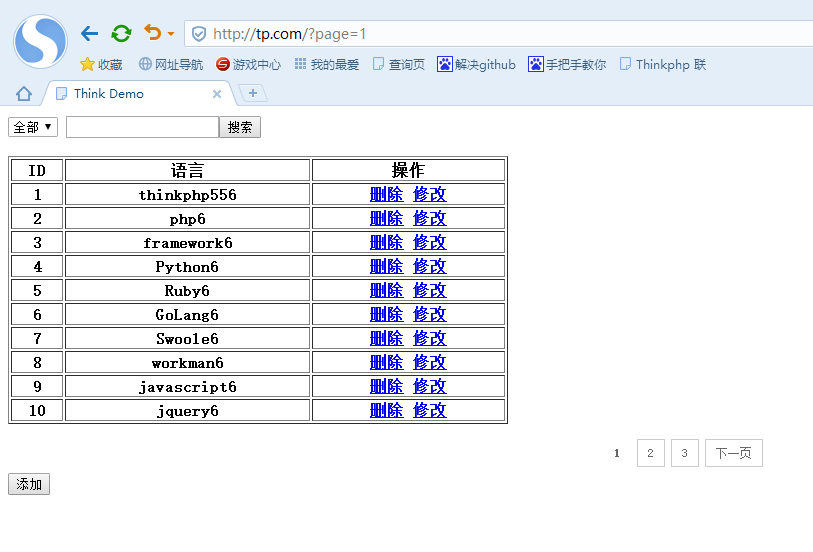 http://tp.com/?page=1
收藏 网址导航 游戏中心 我的最爱 查询页 解决github 手把手教你 Thinkphp 联
Think Demo
全部 搜索
ID 语言 操作
1 thinkphp556 删除 修改
2 php6 删除 修改
3 framework6 删除 修改
4 Python6 删除 修改
5 Ruby6 删除 修改
6 GoLang6 删除 修改
7 Swoole6 删除 修改
8 workman6 删除 修改
9 javascript6 删除 修改
10 jquery6 删除 修改
1 2 3 下一页
添加